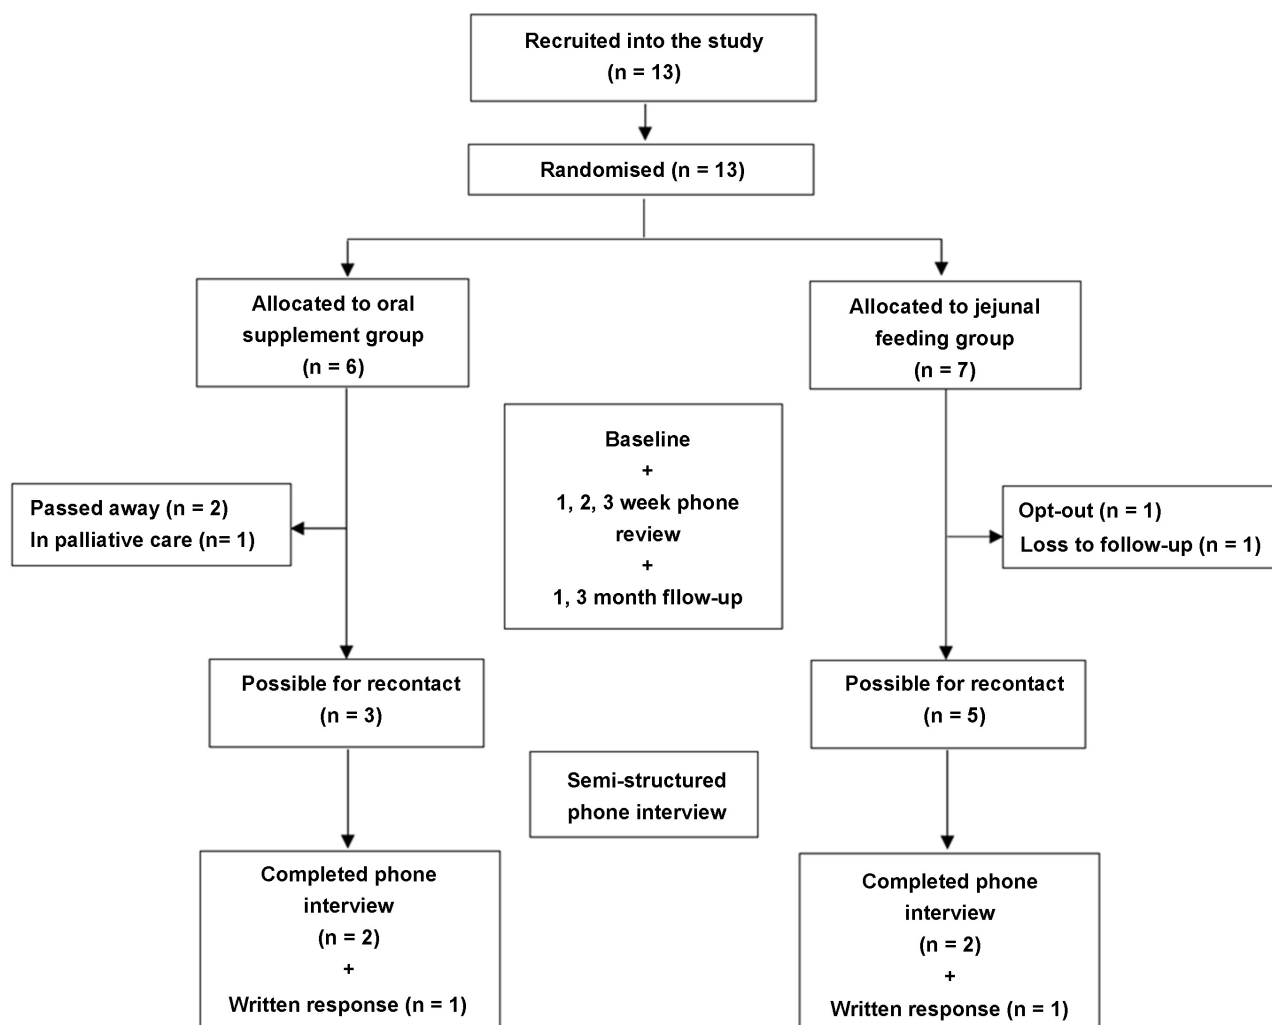 Recruited into the study
(n = 13)
Randomised (n = 13)
Allocated to oral
supplement group
(n = 6)
Allocated to jejunal
feeding group
(n = 7)
Baseline
+
1, 2, 3 week phone
review
+
1, 3 month fllow-up
Passed away (n = 2)
In palliative care (n= 1)
Opt-out (n = 1)
Loss to follow-up (n = 1)
Possible for recontact
(n = 3)
Possible for recontact
(n = 5)
Semi-structured
phone interview
Completed phone
interview
(n = 2)
+
Written response (n = 1)
Completed phone
interview
(n = 2)
+
Written response (n = 1)